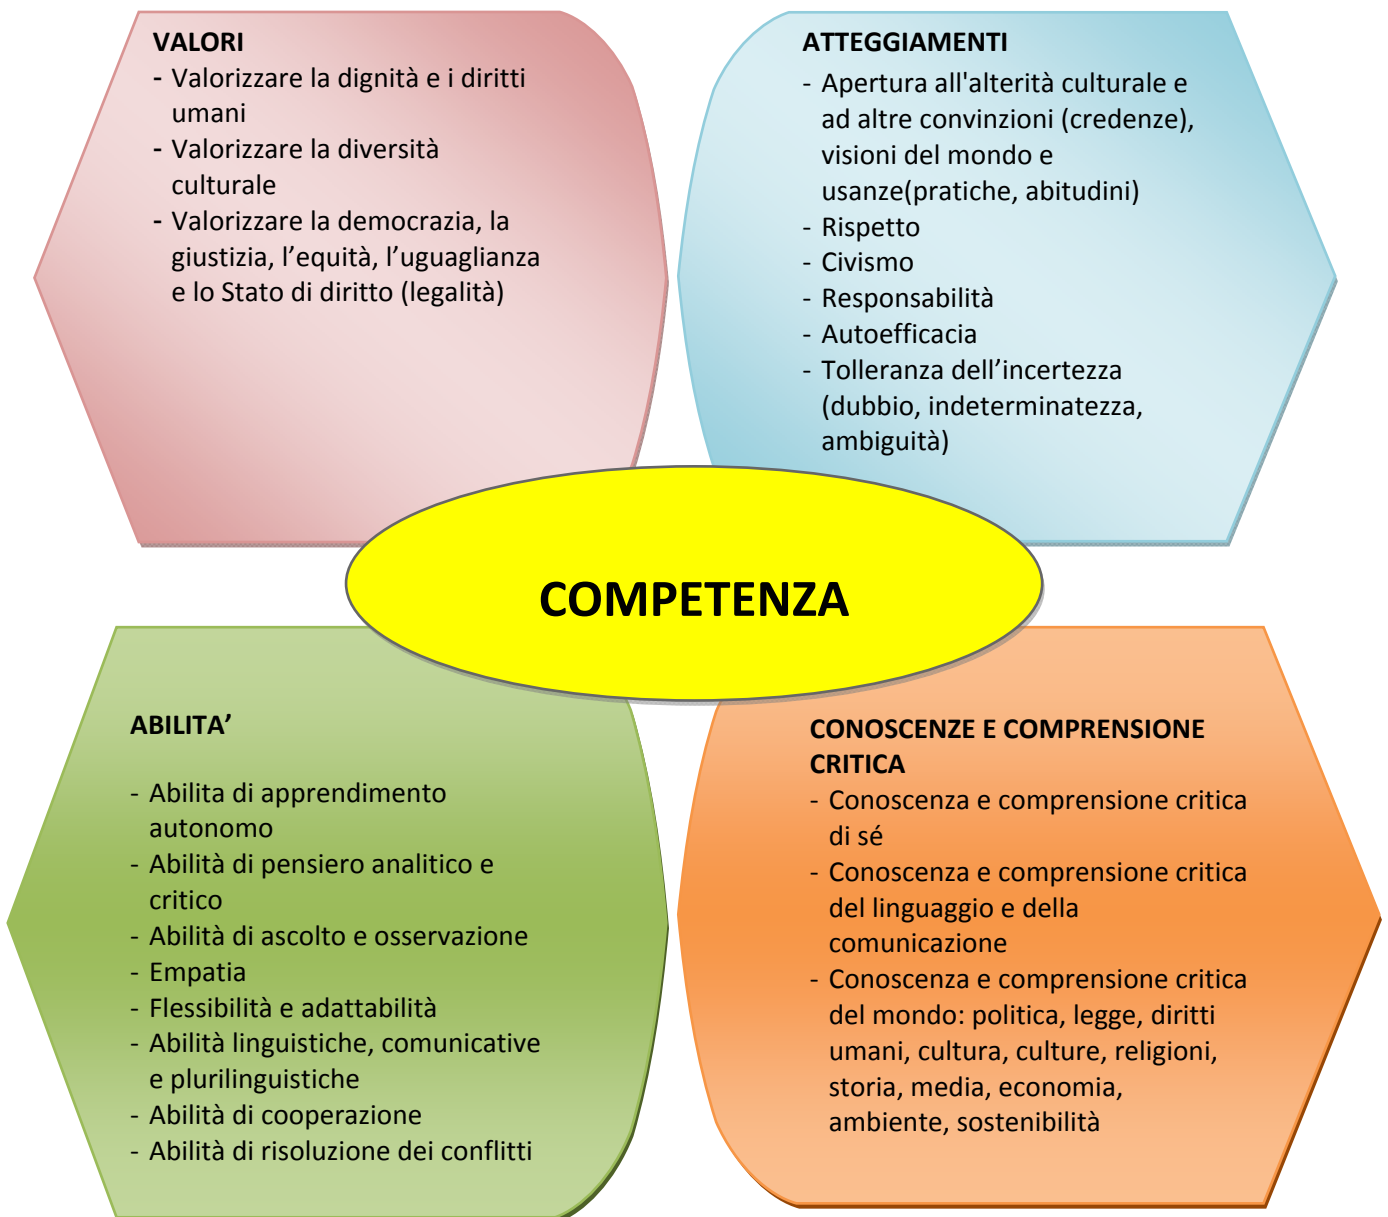 VALORI
- Valorizzare la dignità e i diritti
umani
- Valorizzare la diversità
culturale
- Valorizzare la democrazia, la
giustizia, l’equità, l’uguaglianza
e lo Stato di diritto (legalità)
ATTEGGIAMENTI
- Apertura all'alterità culturale e
ad altre convinzioni (credenze),
visioni del mondo e
usanze(pratiche, abitudini)
- Rispetto
- Civismo
- Responsabilità
- Autoefficacia
- Tolleranza dell’incertezza
(dubbio, indeterminatezza,
ambiguità)
COMPETENZA
ABILITA’
- Abilita di apprendimento
autonomo
- Abilità di pensiero analitico e
critico
- Abilità di ascolto e osservazione
- Empatia
- Flessibilità e adattabilità
- Abilità linguistiche, comunicative
e plurilinguistiche
- Abilità di cooperazione
- Abilità di risoluzione dei conflitti
CONOSCENZE E COMPRENSIONE
CRITICA
- Conoscenza e comprensione critica
di sé
- Conoscenza e comprensione critica
del linguaggio e della
comunicazione
- Conoscenza e comprensione critica
del mondo: politica, legge, diritti
umani, cultura, culture, religioni,
storia, media, economia,
ambiente, sostenibilità